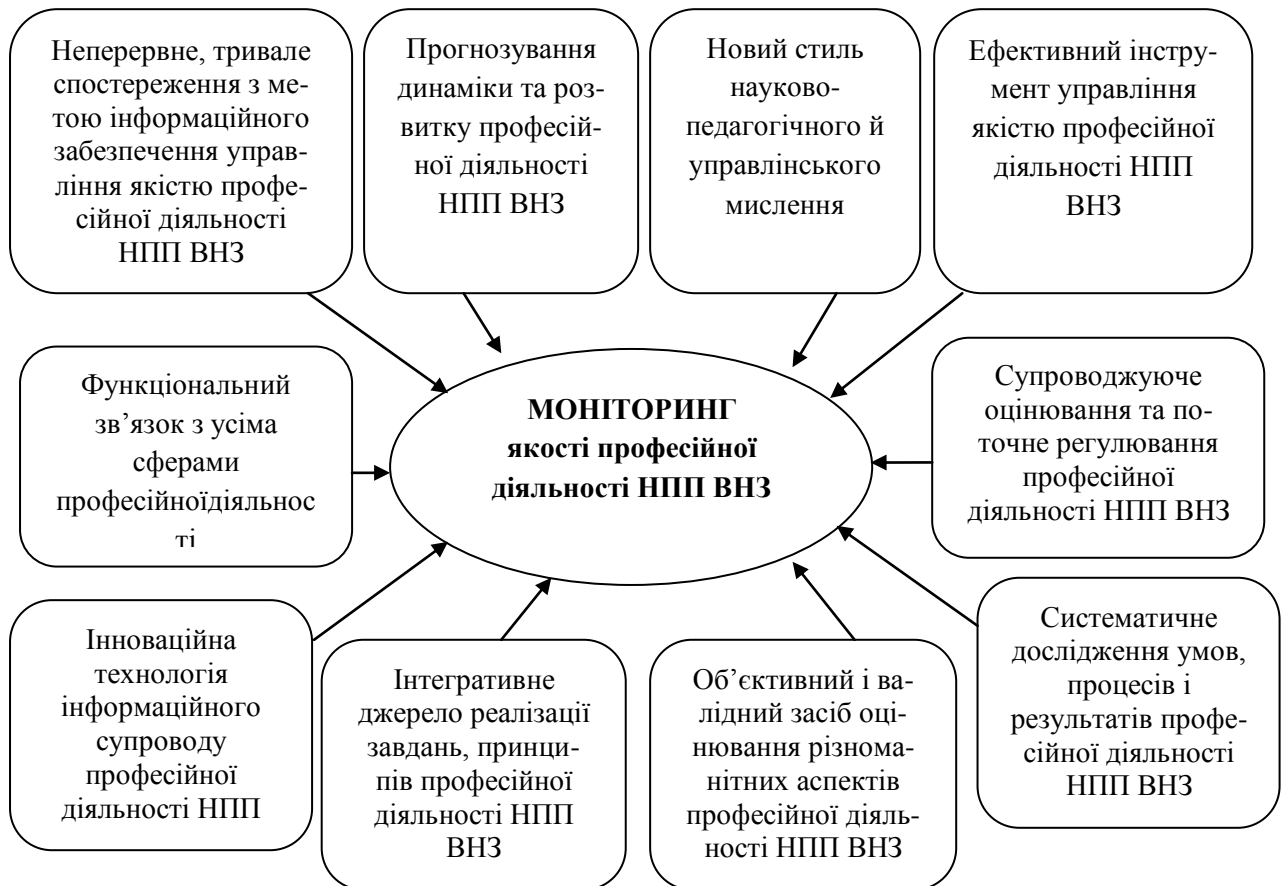 Неперервне, тривале
спостереження з ме-
тою інформаційного
забезпечення управ-
ління якістю профе-
сійної діяльності
НПП ВНЗ
Прогнозування
динаміки та роз-
витку професій-
ної діяльності
НПП ВНЗ
Новий стиль
науково-
педагогічного й
управлінського
мислення
Ефективний інстру-
мент управління
якістю професійної
діяльності НПП
ВНЗ
Функціональний
зв’язок з усіма
сферами
професійноїдіяльнос
ті
МОНІТОРИНГ
якості професійної
діяльності НПП ВНЗ
Супроводжуюче
оцінювання та по-
точне регулювання
професійної
діяльності НПП ВНЗ
Інноваційна
технологія
інформаційного
супроводу
професійної
діяльності НПП
Інтегративне
джерело реалізації
завдань, принци-
пів професійної
діяльності НПП
ВНЗ
Об’єктивний і ва-
лідний засіб оці-
нювання різнома-
нітних аспектів
професійної діяль-
ності НПП ВНЗ
Систематичне
дослідження умов,
процесів і
результатів профе-
сійної діяльності
НПП ВНЗ